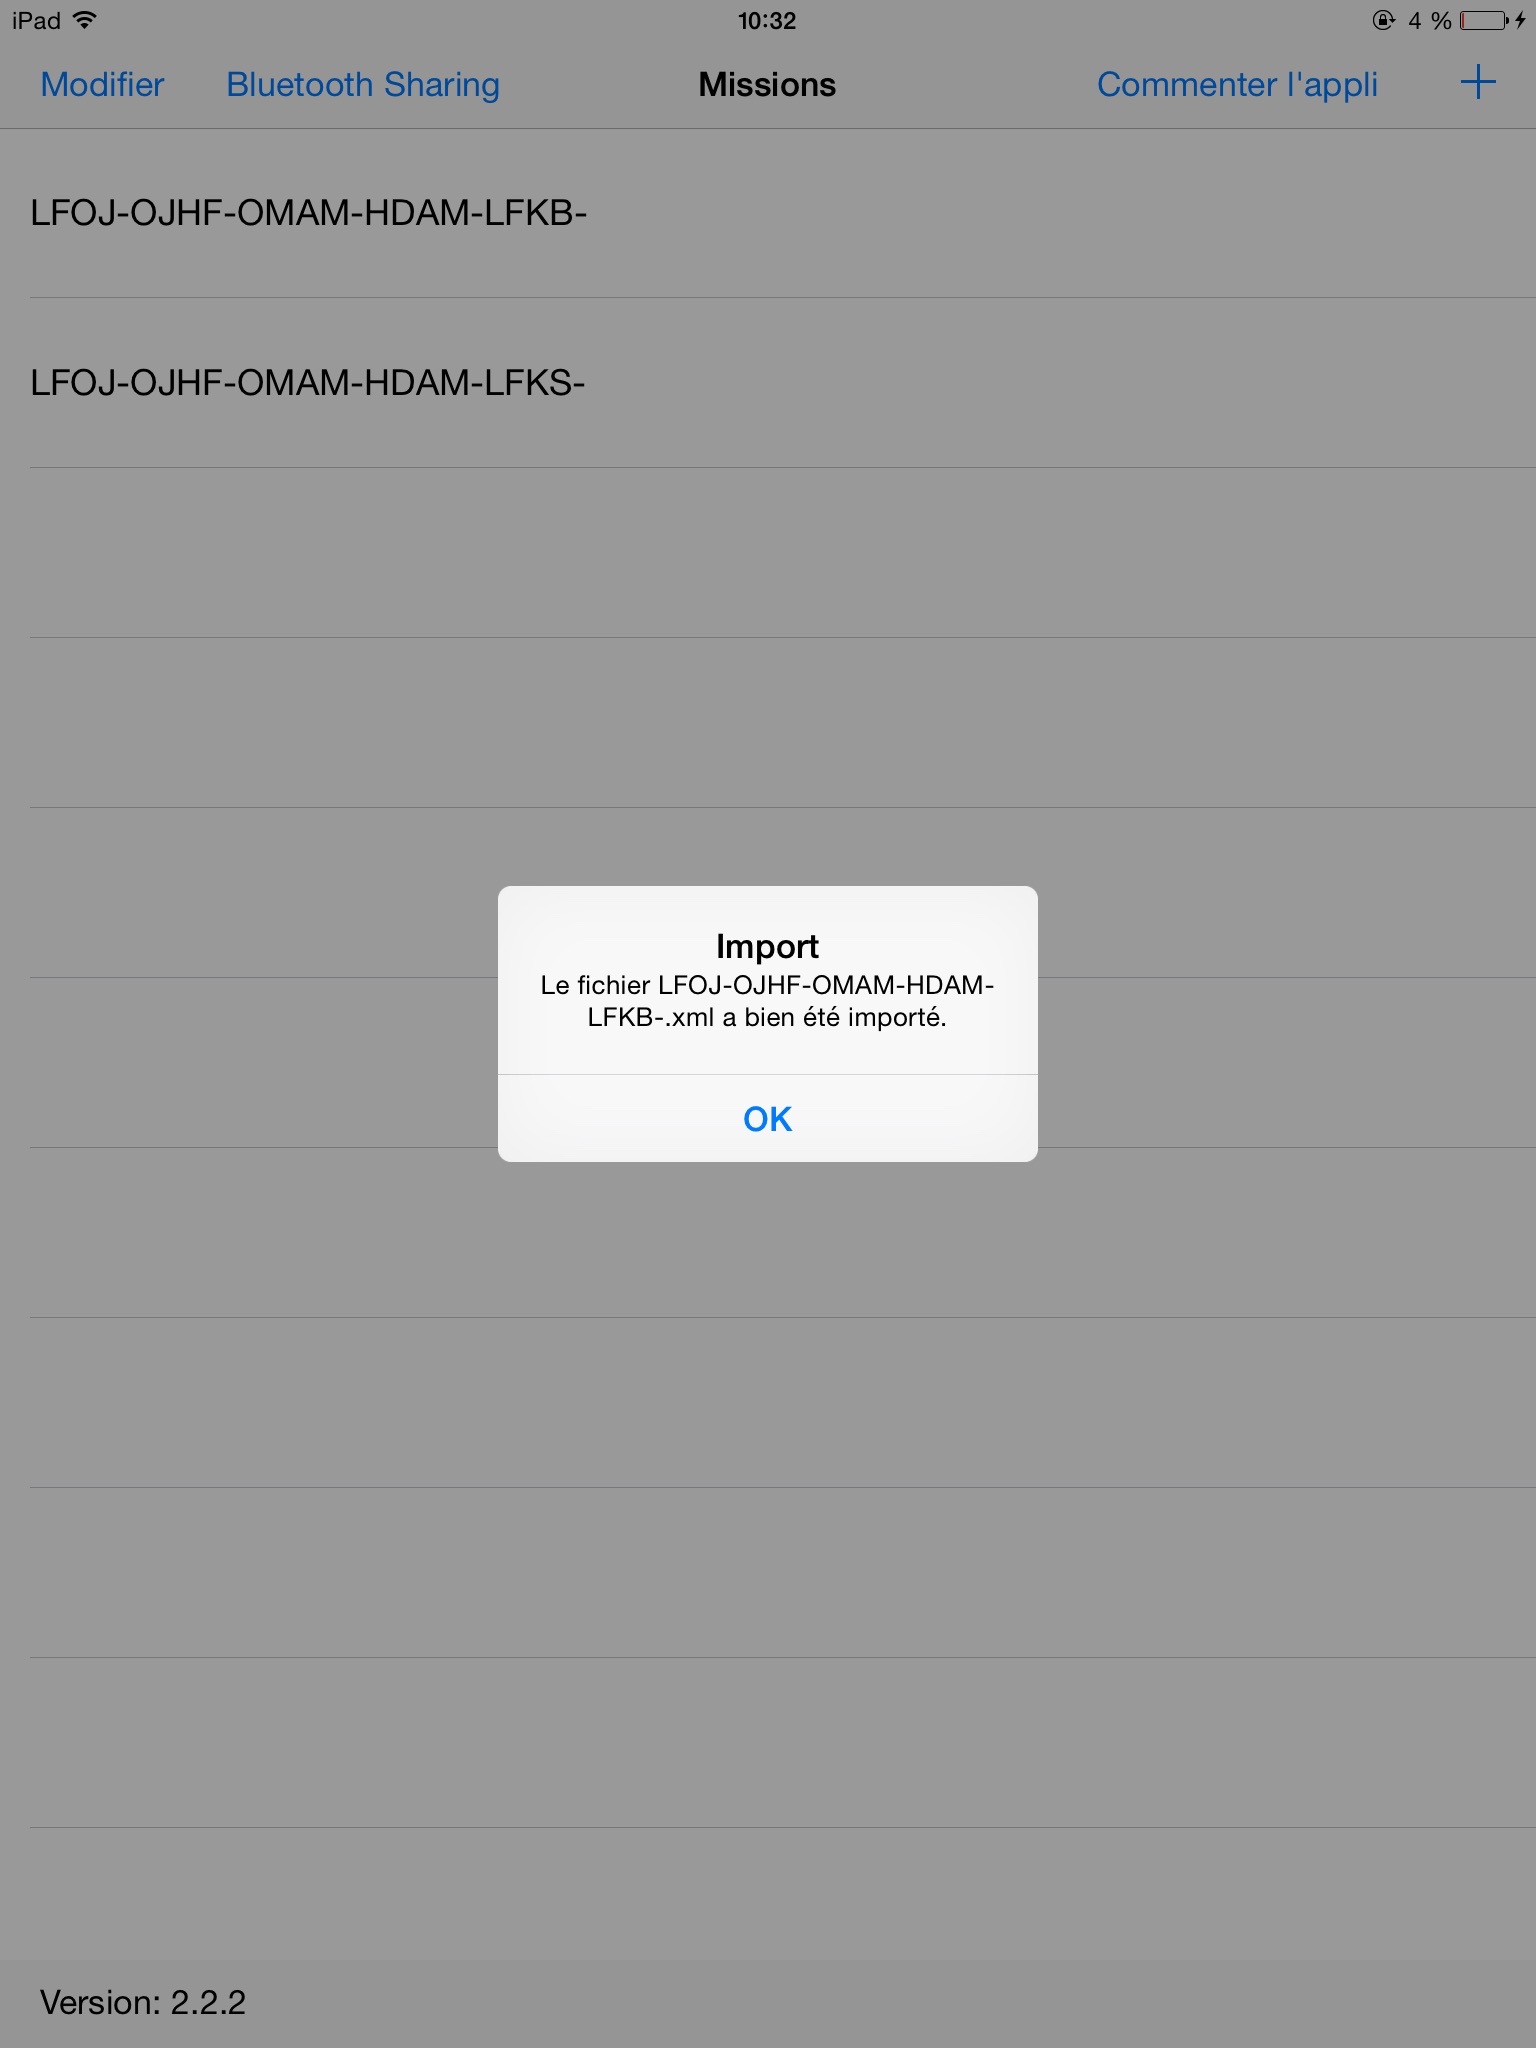 iPad
10:32
4 %
Modifier
Bluetooth Sharing
Missions
Commenter l'appli
LFOJ-OJHF-OMAM-HDAM-LFKB-
LFOJ-OJHF-OMAM-HDAM-LFKS-
Import
Le fichier LFOJ-OJHF-OMAM-HDAM-
LFKB-.xml a bien été importé.
OK
Version: 2.2.2